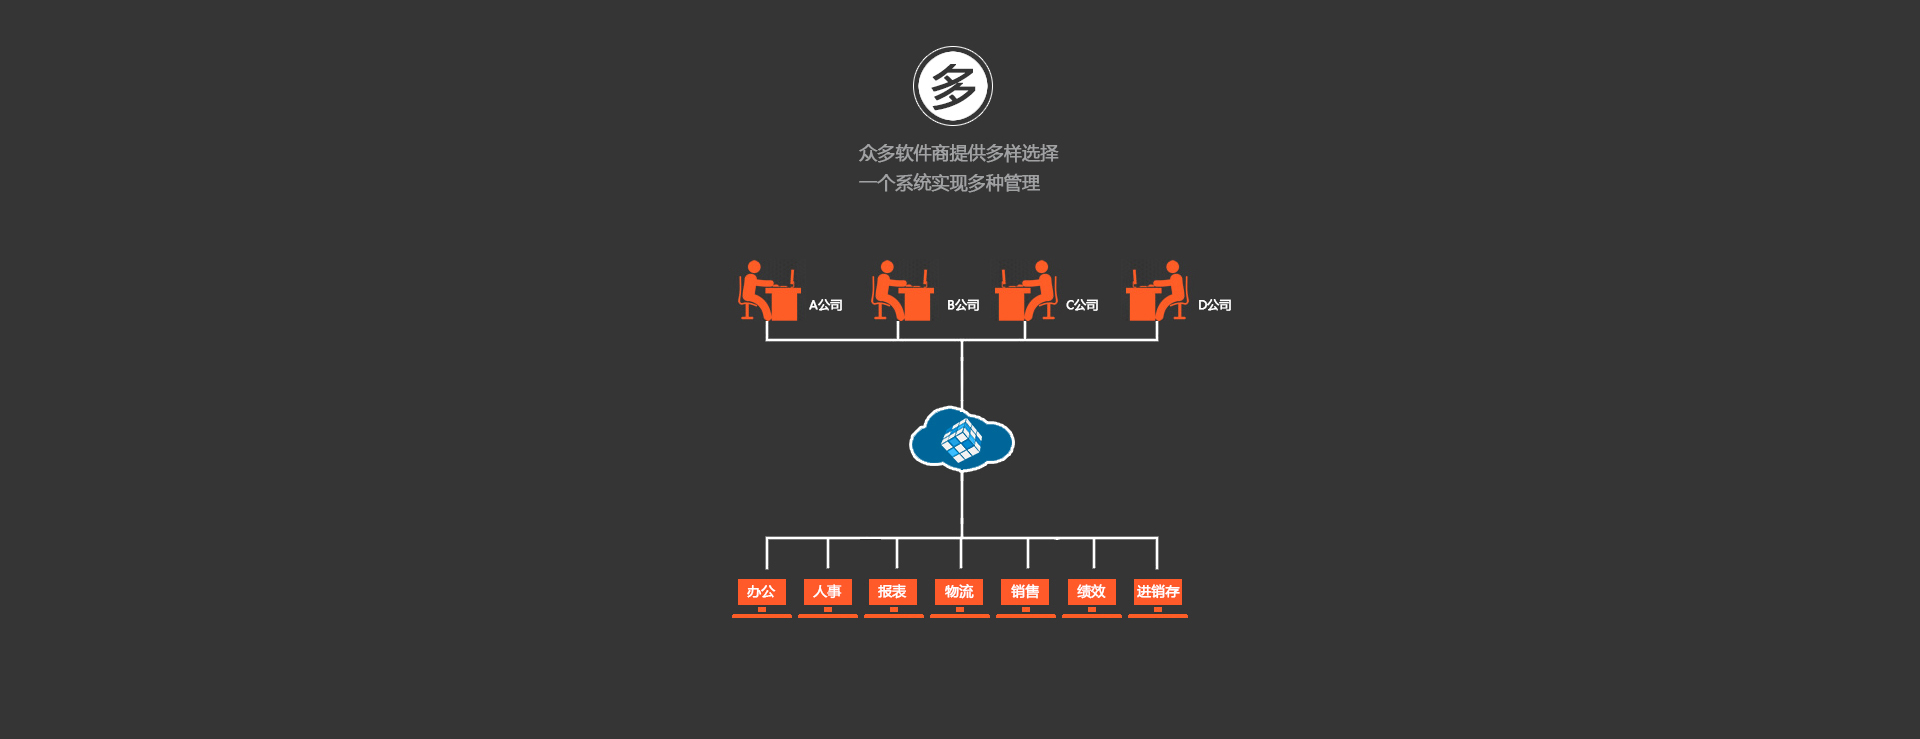 多
众多软件商提供多样选择
一个系统实现多种管理
A公司 B公司 C公司 D公司
办公 人事 报表 物流 销售 绩效 进销存